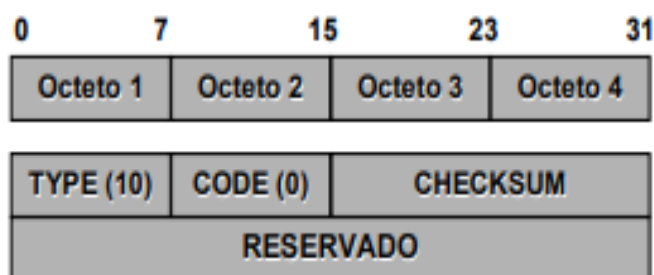 0 7 15 23 31
Octeto 1 Octeto 2 Octeto 3 Octeto 4
TYPE (10) CODE (0) CHECKSUM
RESERVADO